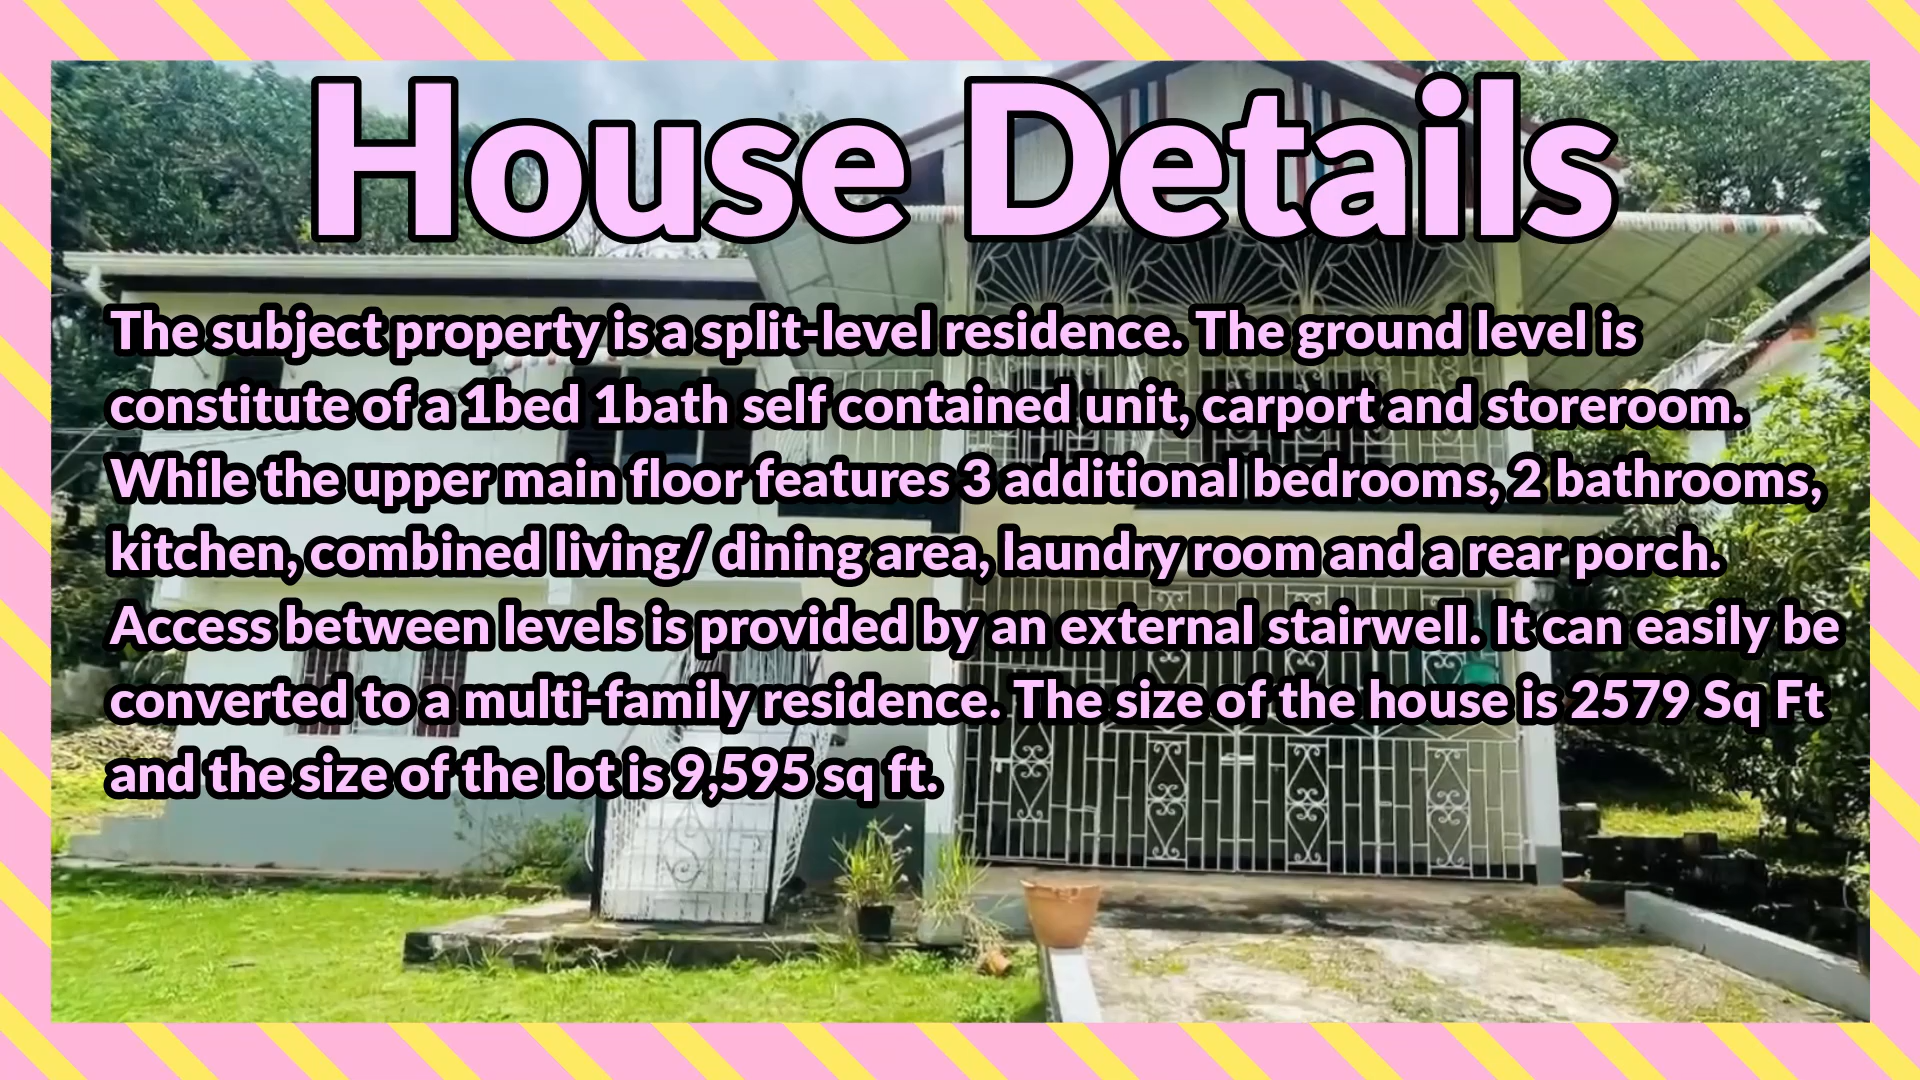 House Details
The subject property is a split-level residence. The ground level is
constitute of a 1bed 1bath self contained unit, carport and storeroom.
While the upper main floor features 3 additional bedrooms, 2 bathrooms,
kitchen, combined living/ dining area, laundry room and a rear porch.
Access between levels is provided by an external stairwell. It can easily be
converted to a multi-family residence. The size of the house is 2579 Sq Ft
and the size of the lot is 9,595 sq ft.